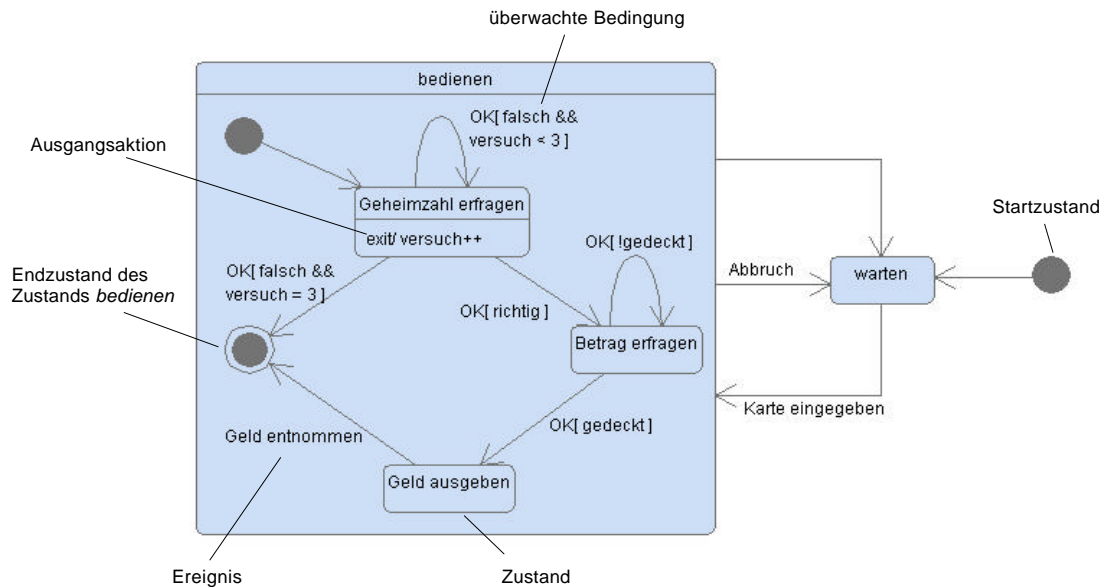 überwachte Bedingung
bedienen
OK[ falsch &&
versuch < 3 ]
Ausgangsaktion
Geheimzahl erfragen
exit/ versuch++
Startzustand
OK[ !gedeckt ]
Endzustand des
Zustands bedienen
OK[ falsch &&
versuch = 3 ]
Abbruch
warten
OK[ richtig ]
Betrag erfragen
Karte eingegeben
OK[ gedeckt ]
Geld entnommen
Geld ausgeben
Ereignis
Zustand